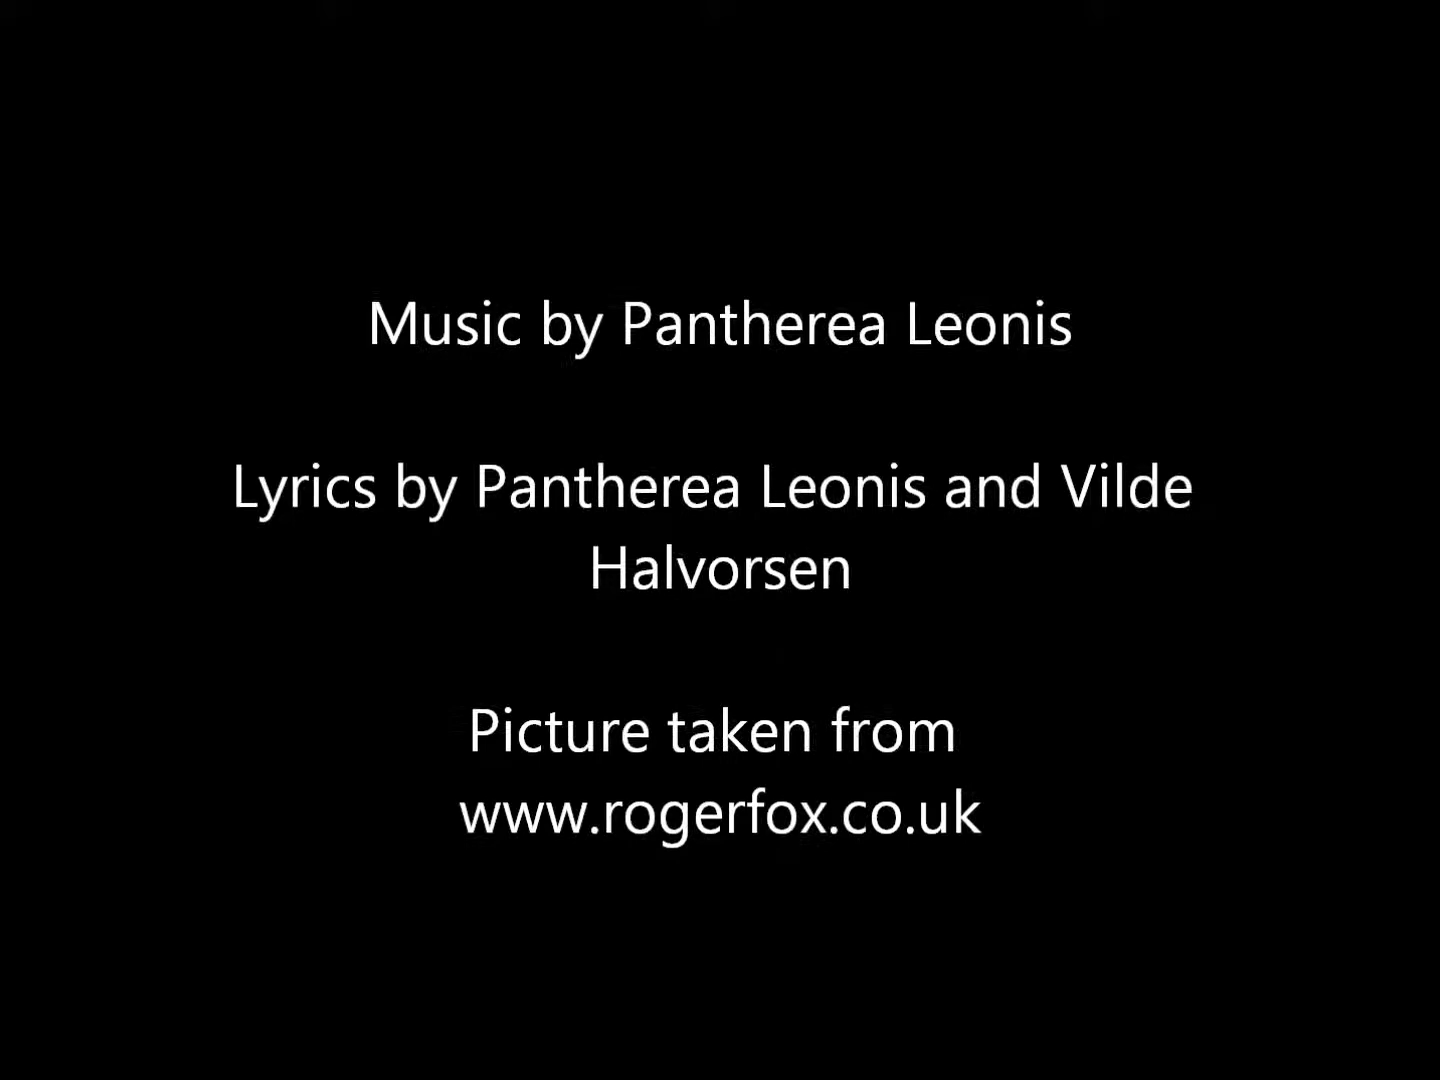 Music by Pantherea Leonis
Lyrics by Pantherea Leonis and Vilde
Halvorsen
Picture taken from
www.rogerfox.co.uk